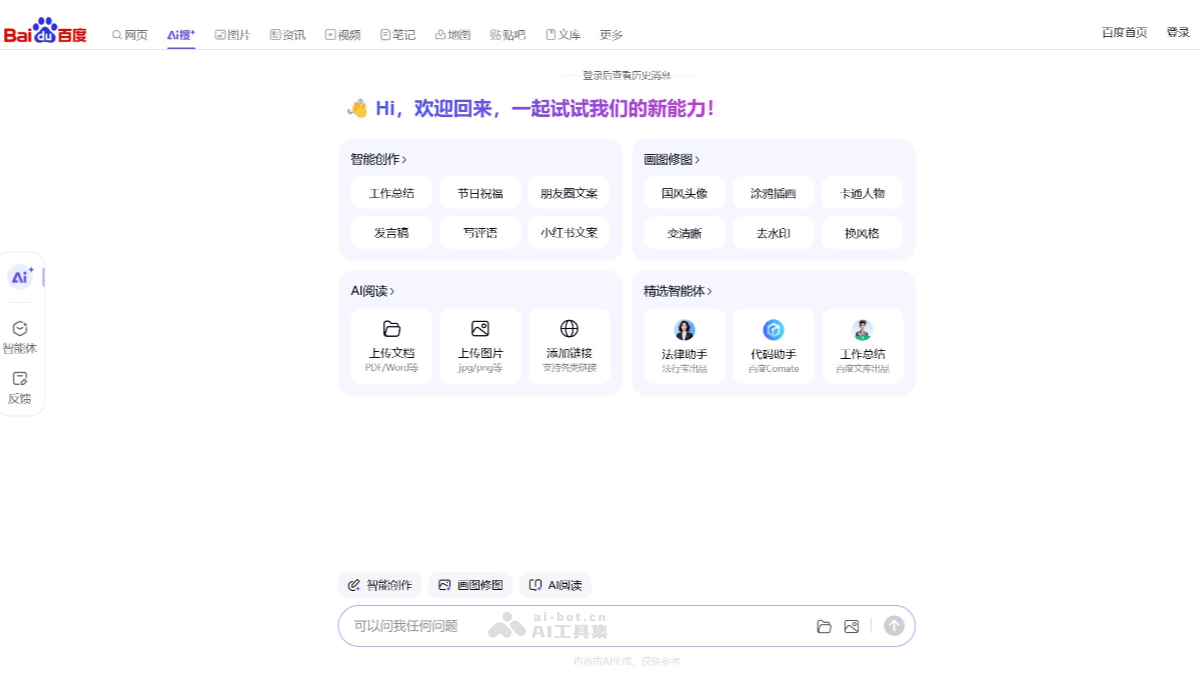 Bai du 百度 网页 Ai搜+ 图片 资讯 视频 笔记 地图 贴吧 文库 更多 百度首页 登录
登录后查看历史消息
Hi，欢迎回来，一起试试我们的新能力！
智能创作>
工作总结 节日祝福 朋友圈文案
发言稿 写评语 小红书文案
画图修图>
国风头像 涂鸦插画 卡通人物
变清晰 去水印 换风格
AI阅读>
上传文档 上传图片 添加链接
PDF/Word等 jpg/png等 支持各类链接
精选智能体>
法律助手 代码助手 工作总结
法行宝出品 百度Comate 百度文库出品
Ai+
智能体
反馈
智能创作 画图修图 AI阅读
可以问我任何问题
ai-bot.cn
AI工具集
内容由AI生成，仅供参考